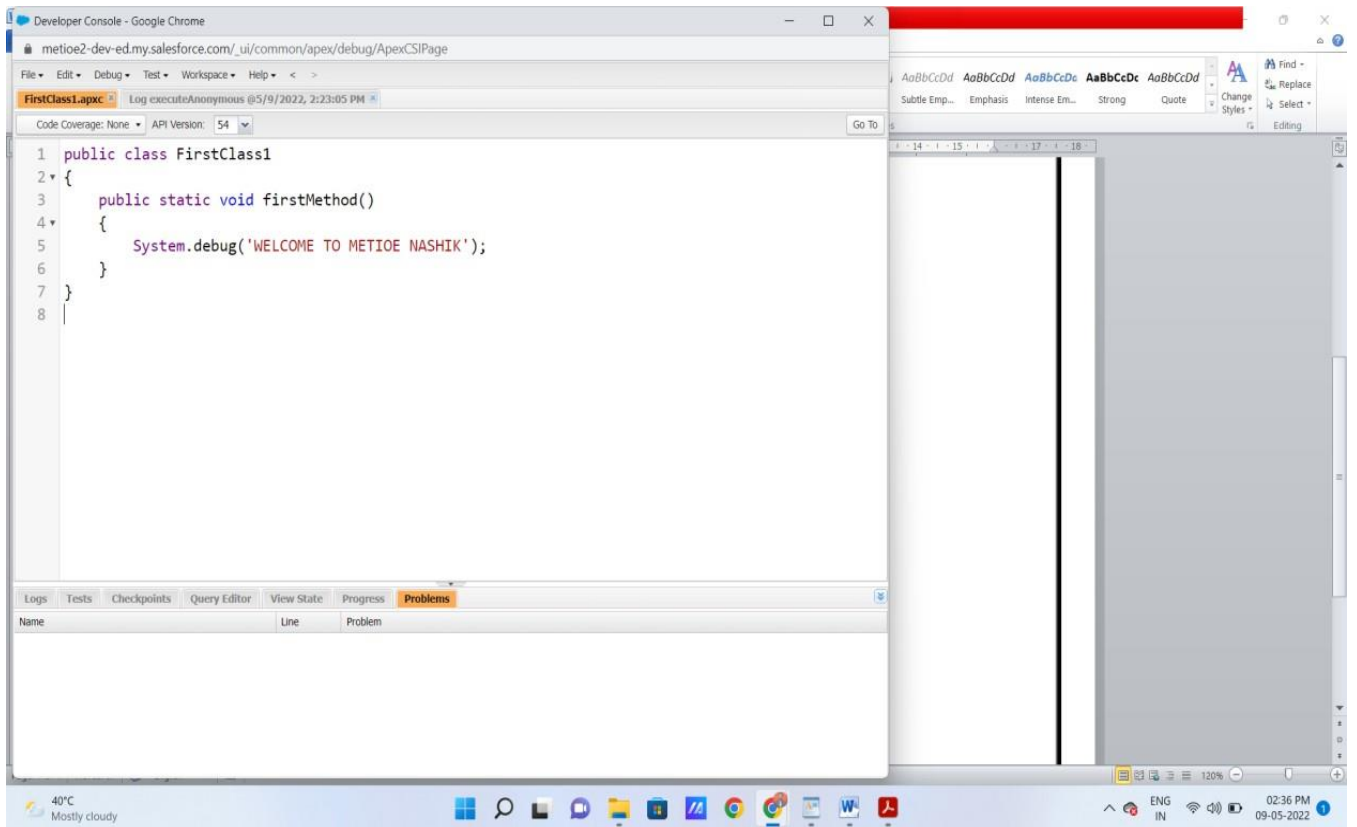 Developer Console - Google Chrome
metioe2-dev-ed.my.salesforce.com/_ui/common/apex/debug/ApexCSIPage
File Edit Debug Test Workspace Help < >
FirstClass1.apxc Log executeAnonymous @5/9/2022, 2:23:05 PM
Code Coverage: None API Version: 54 Go To
1 public class FirstClass1
2 {
3 public static void firstMethod()
4 {
5 System.debug('WELCOME TO METIOE NASHIK');
6 }
7 }
8
Logs Tests Checkpoints Query Editor View State Progress Problems
Name Line Problem
AaBbCcDd AaBbCcDd AaBbCcDc AaBbCcDc AaBbCcDd
Subtle Emp... Emphasis Intense Em... Strong Quote
Change Styles
Find
Replace
Select
Editing
14 15 17 18
120%
40°C
Mostly cloudy
ENG
IN
02:36 PM
09-05-2022
1